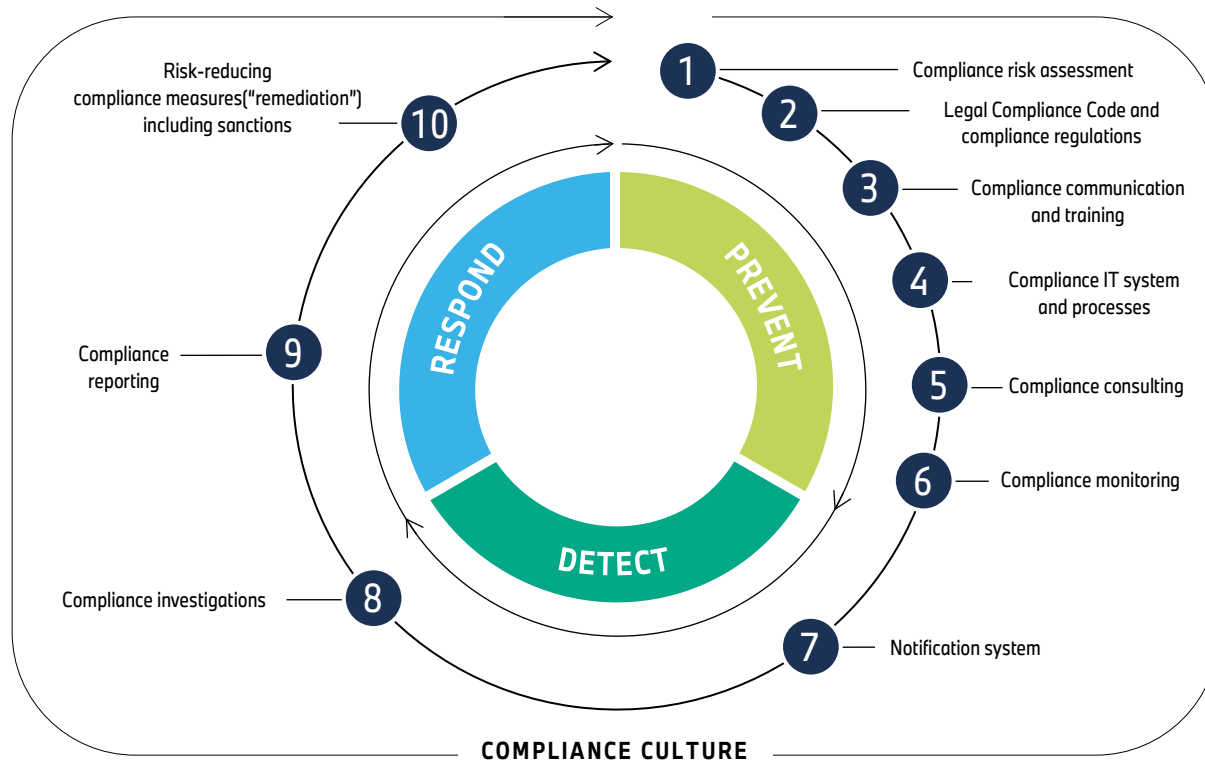 1
Compliance risk assessment
2
Legal Compliance Code and
compliance regulations
3
Compliance communication
and training
4
Compliance IT system
and processes
5
Compliance consulting
6
Compliance monitoring
7
Notification system
8
Compliance investigations
9
Compliance
reporting
10
Risk-reducing
compliance measures(“remediation”)
including sanctions
PREVENT
DETECT
RESPOND
COMPLIANCE CULTURE